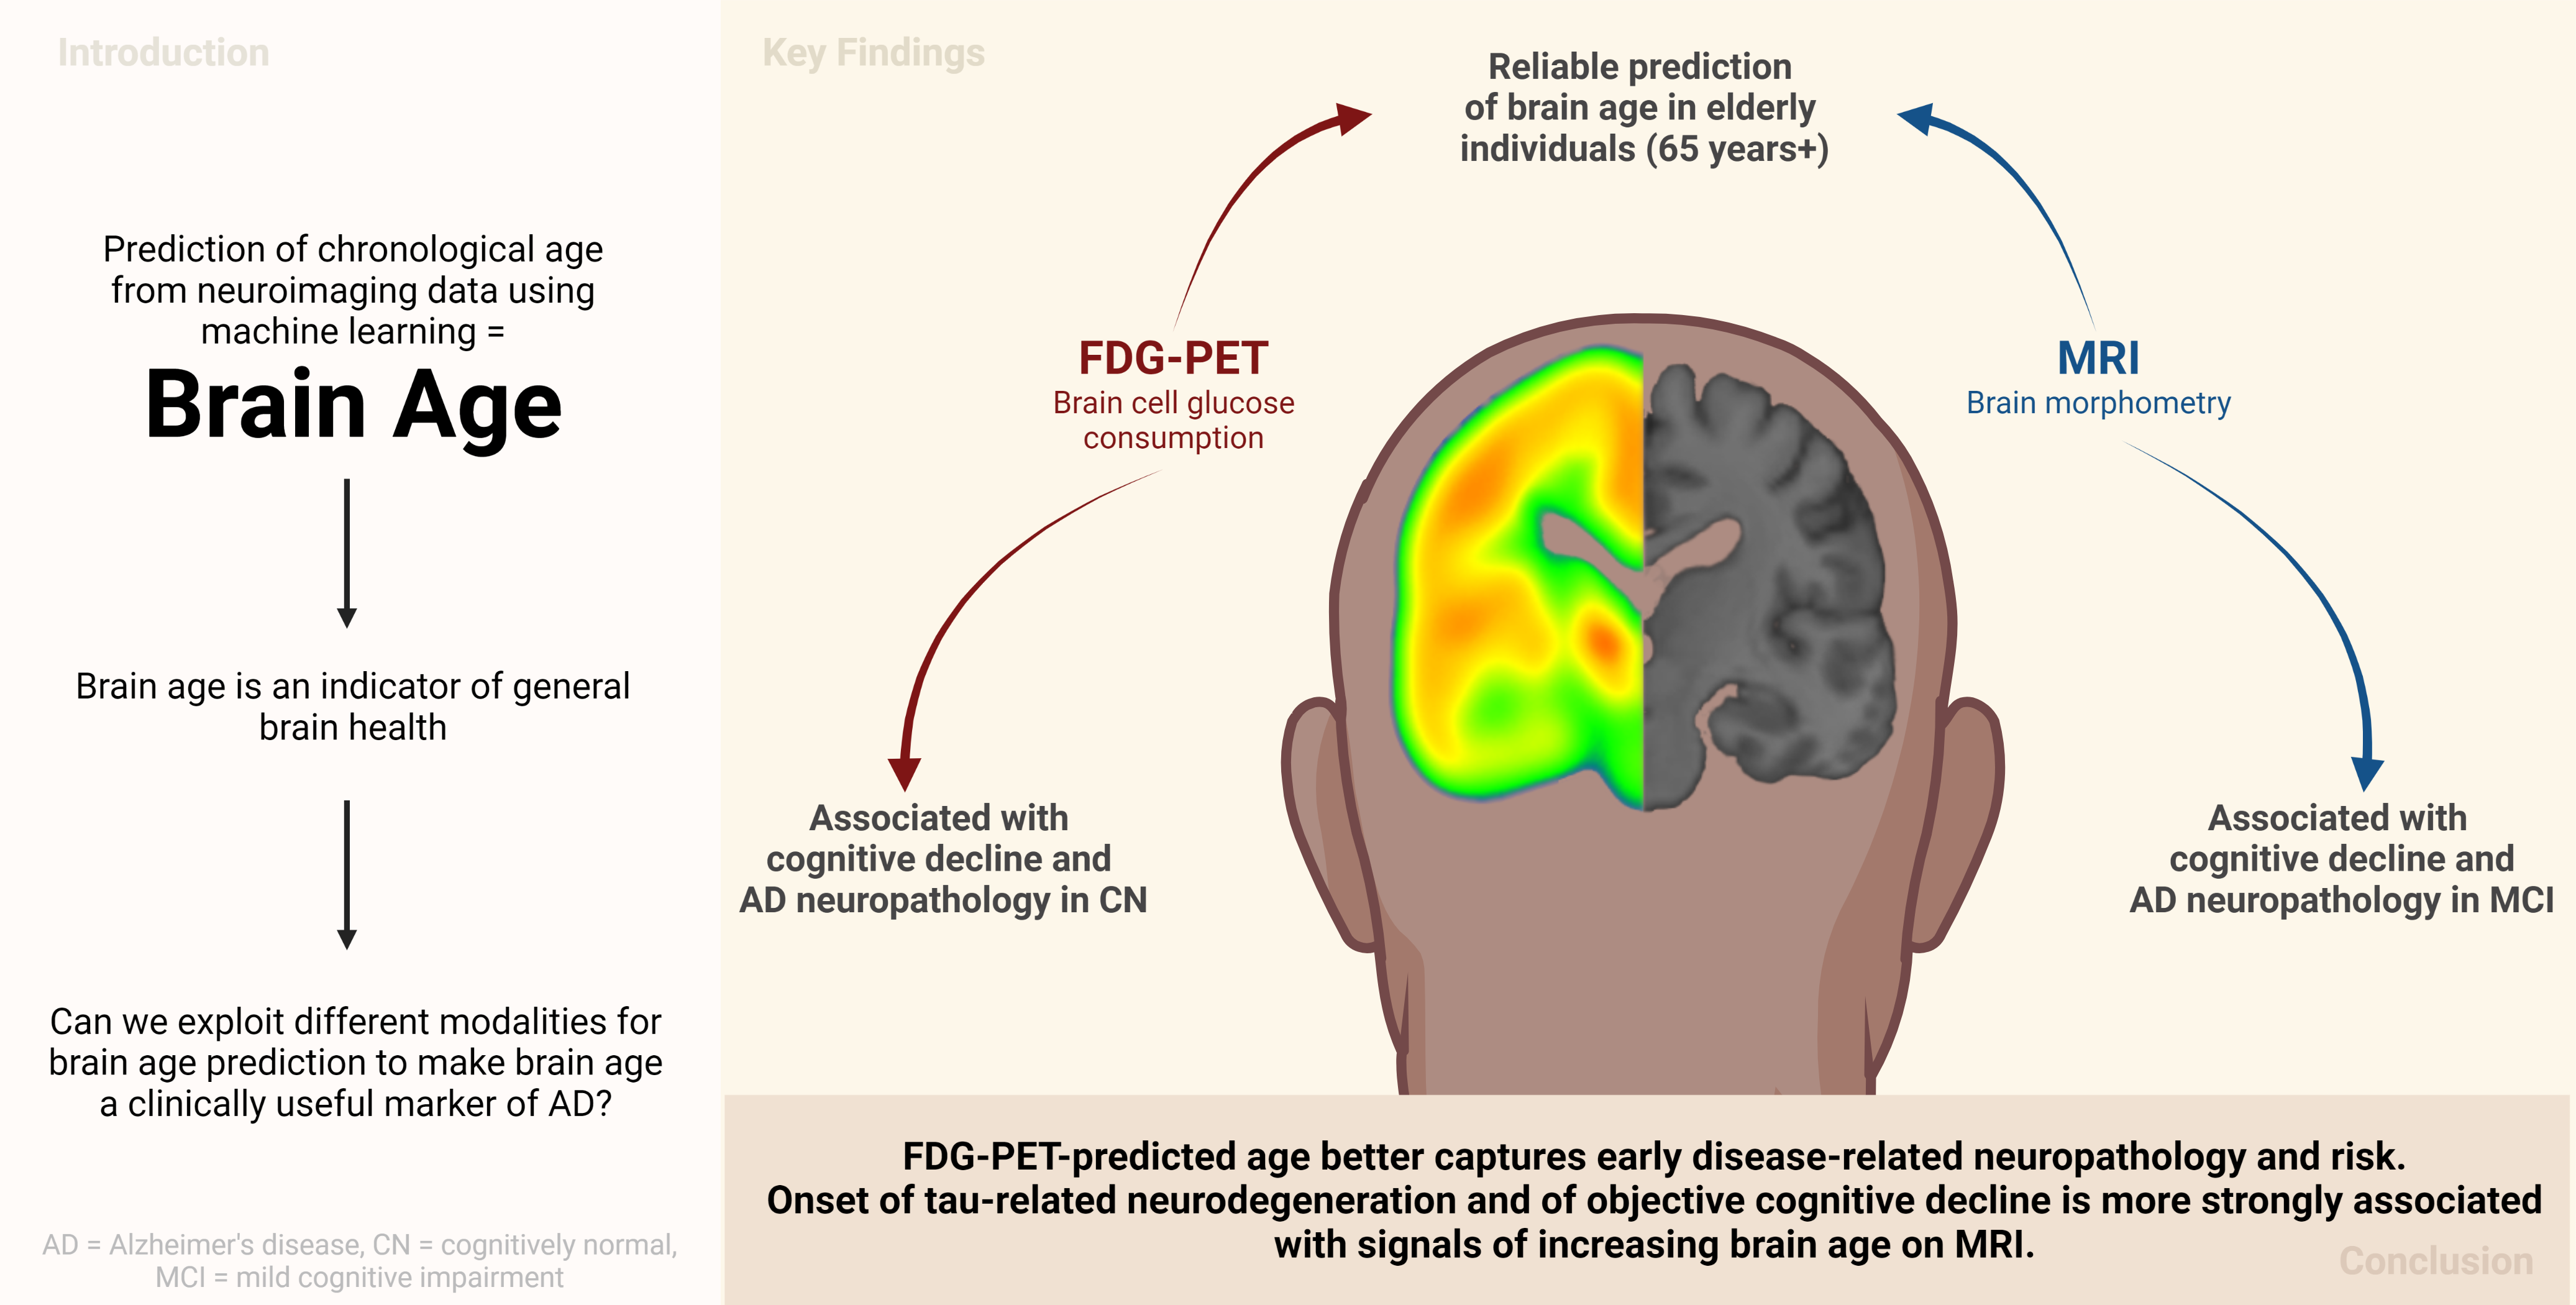 Introduction
Prediction of chronological age
from neuroimaging data using
machine learning =
Brain Age
Brain age is an indicator of general
brain health
Can we exploit different modalities for
brain age prediction to make brain age
a clinically useful marker of AD?
AD = Alzheimer's disease, CN = cognitively normal,
MCI = mild cognitive impairment
Key Findings
Reliable prediction
of brain age in elderly
individuals (65 years+)
FDG-PET
Brain cell glucose
consumption
MRI
Brain morphometry
Associated with
cognitive decline and
AD neuropathology in CN
Associated with
cognitive decline and
AD neuropathology in MCI
FDG-PET-predicted age better captures early disease-related neuropathology and risk.
Onset of tau-related neurodegeneration and of objective cognitive decline is more strongly associated
with signals of increasing brain age on MRI.
Conclusion